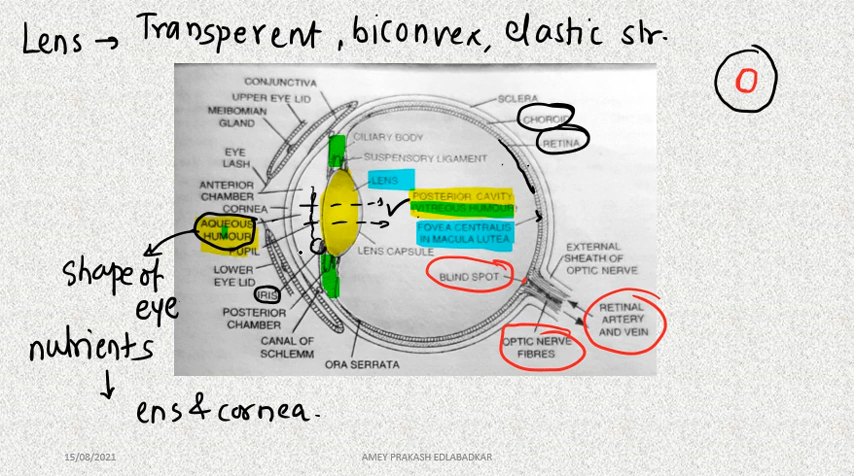 Lens → Transperent, biconvex, elastic str.
O
CONJUNCTIVA
UPPER EYE LID
MEIBOMIAN
GLAND
EYE
LASH
ANTERIOR
CHAMBER
CORNEA
AQUEOUS
HUMOUR
PUPIL
LOWER
EYE LID
IRIS
POSTERIOR
CHAMBER
CANAL OF
SCHLEMM
ORA SERRATA
SCLERA
CHOROID
RETINA
CILIARY BODY
SUSPENSORY LIGAMENT
LENS
POSTERIOR CAVITY
VITREOUS HUMOUR
FOVEA CENTRALIS
IN MACULA LUTEA
LENS CAPSULE
BLIND SPOT
EXTERNAL
SHEATH OF
OPTIC NERVE
RETINAL
ARTERY
AND VEIN
OPTIC NERVE
FIBRES
shape of
eye
nutrients
ens & cornea.
15/08/2021
AMEY PRAKASH EDLABADKAR